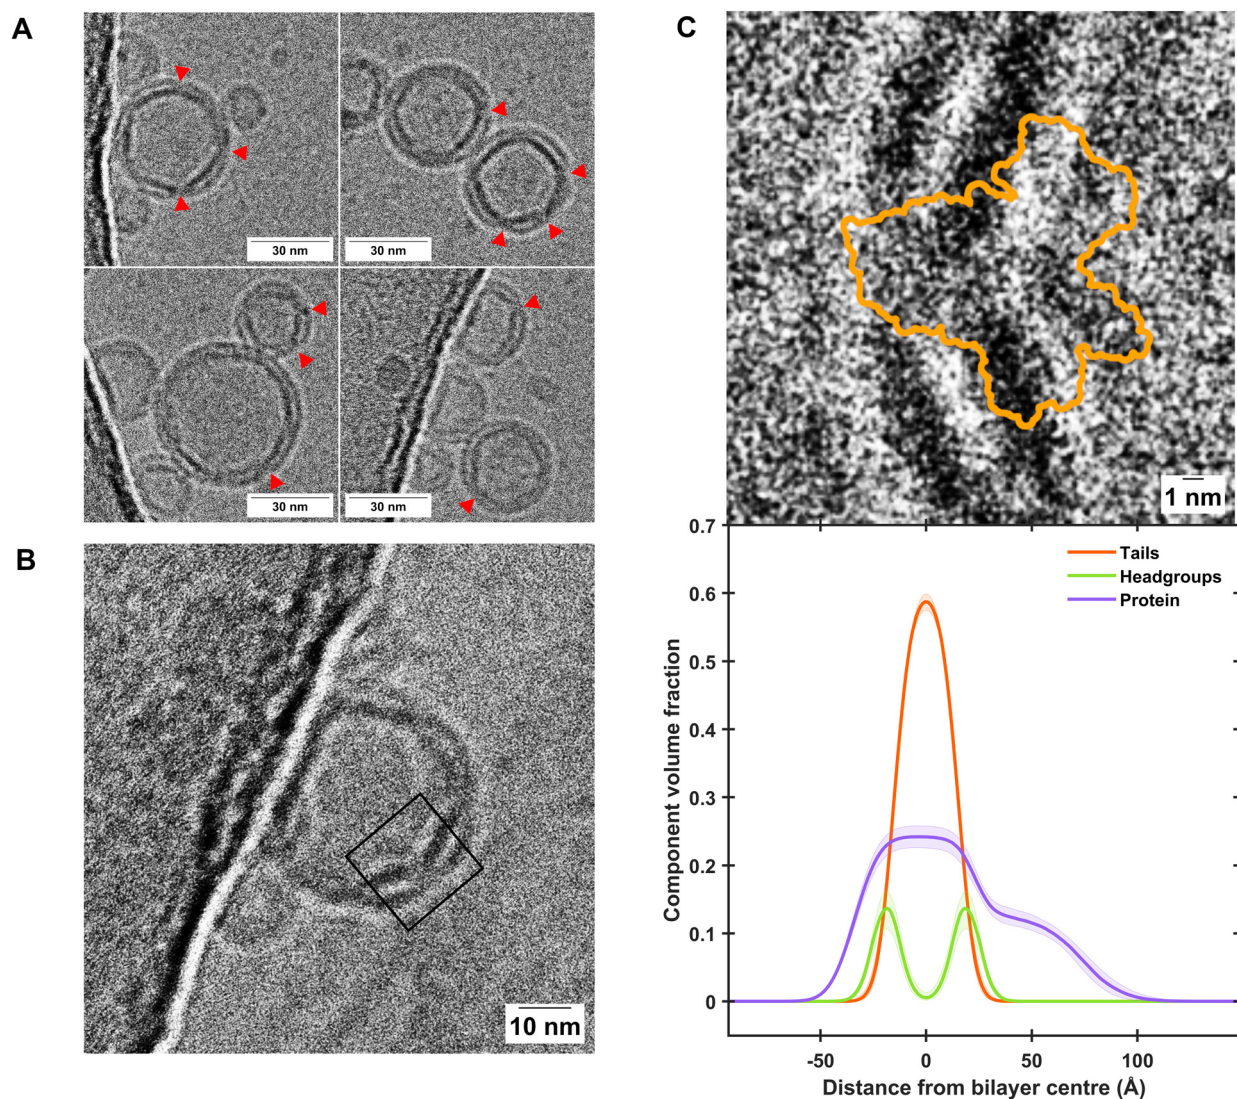 A
30 nm
30 nm
30 nm
30 nm
B
10 nm
C
1 nm
0.7
0.6
0.5
0.4
0.3
0.2
0.1
0
Component volume fraction
Tails
Headgroups
Protein
-50
0
50
100
Distance from bilayer centre (Å)